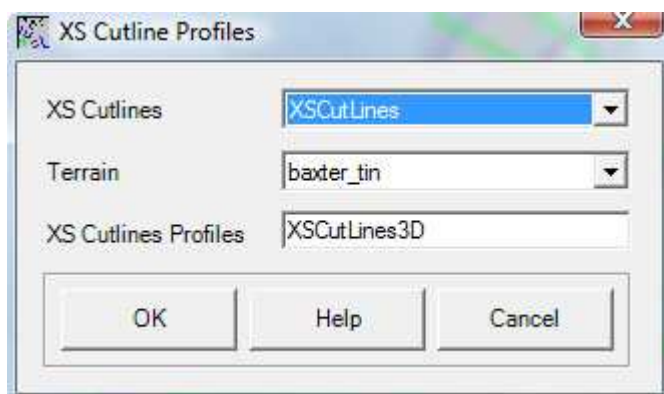 XS Cutline Profiles
XS Cutlines XSCutLines
Terrain baxter_tin
XS Cutlines Profiles XSCutLines3D
OK Help Cancel